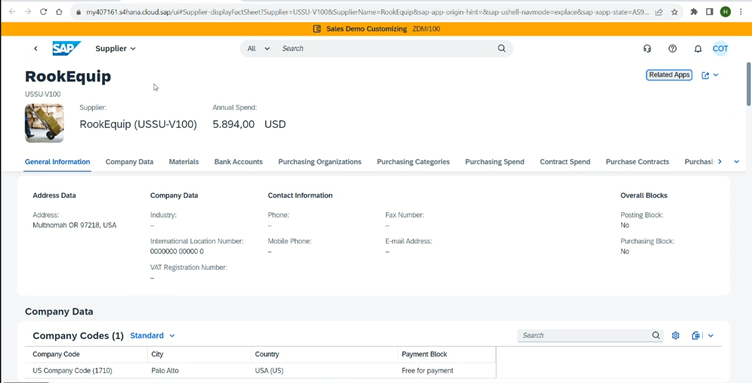 my407161.s4hana.cloud.sap/ui#Supplier-displayFactSheet?Supplier=USSU-V100&SupplierName=RookEquip&sap-app-origin-hint=&sap-ushell-navmode=explace&sap-xapp-state=AS9...
H
Sales Demo Customizing ZDM/100
SAP Supplier All Search COT
RookEquip
Related Apps
USSU-V100
Supplier: Annual Spend:
RookEquip (USSU-V100) 5.894,00 USD
General Information Company Data Materials Bank Accounts Purchasing Organizations Purchasing Categories Purchasing Spend Contract Spend Purchase Contracts Purchasi
Address Data Company Data Contact Information Overall Blocks
Address: Industry: Phone: Fax Number: Posting Block:
Multnomah OR 97218, USA – – – No
International Location Number: Mobile Phone: E-mail Address: Purchasing Block:
0000000 00000 0 – – No
VAT Registration Number:
–
Company Data
Company Codes (1) Standard Search
Company Code City Country Payment Block
US Company Code (1710) Palo Alto USA (US) Free for payment